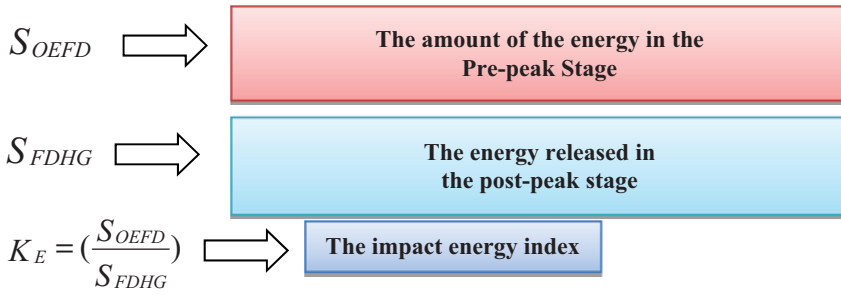 S_OEFD The amount of the energy in the
Pre-peak Stage
S_FDHG The energy released in
the post-peak stage
K_E = (S_OEFD / S_FDHG) The impact energy index